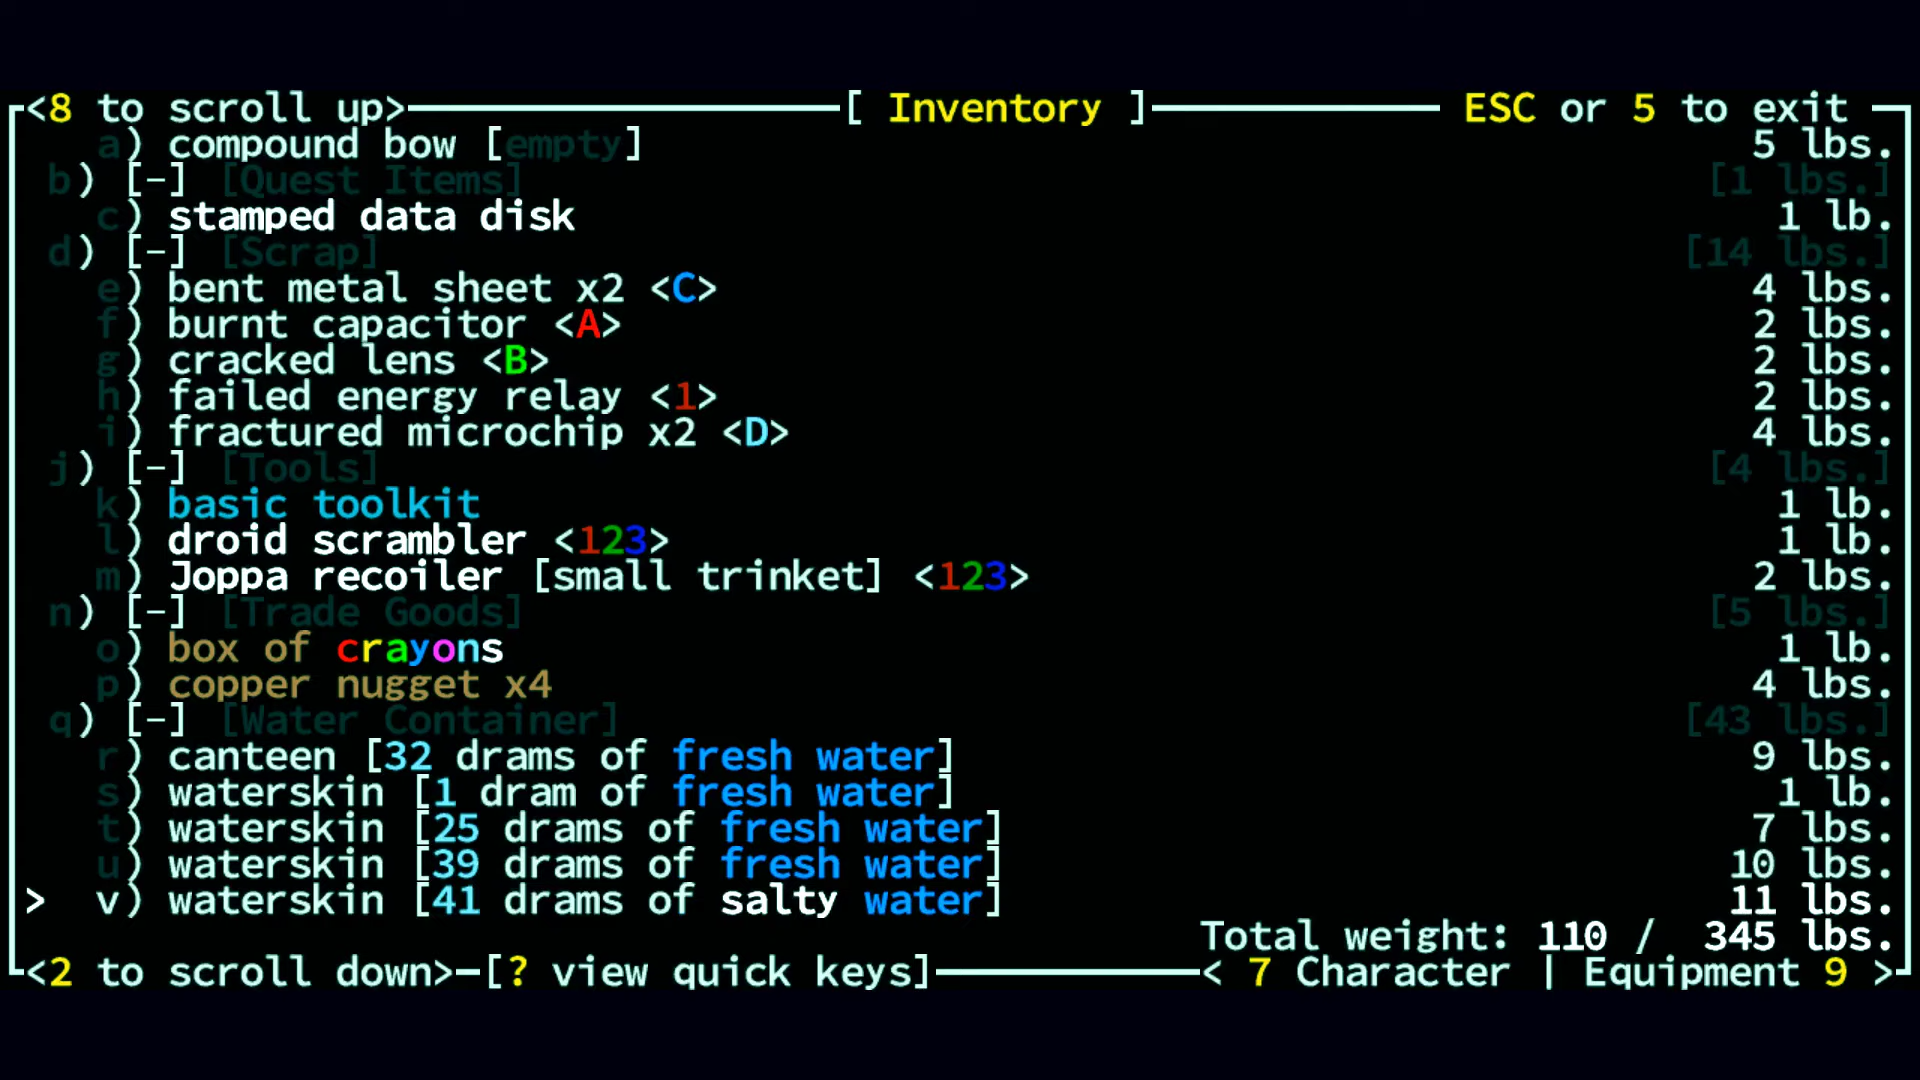 <8 to scroll up> [ Inventory ] ESC or 5 to exit
a) compound bow [empty] 5 lbs.
b) [-] [Quest Items] [1 lbs.]
c) stamped data disk 1 lb.
d) [-] [Scrap] [14 lbs.]
e) bent metal sheet x2 <C> 4 lbs.
f) burnt capacitor <A> 2 lbs.
g) cracked lens <B> 2 lbs.
h) failed energy relay <1> 2 lbs.
i) fractured microchip x2 <D> 4 lbs.
j) [-] [Tools] [4 lbs.]
k) basic toolkit 1 lb.
l) droid scrambler <123> 1 lb.
m) Joppa recoiler [small trinket] <123> 2 lbs.
n) [-] [Trade Goods] [5 lbs.]
o) box of crayons 1 lb.
p) copper nugget x4 4 lbs.
q) [-] [Water Container] [43 lbs.]
r) canteen [32 drams of fresh water] 9 lbs.
s) waterskin [1 dram of fresh water] 1 lb.
t) waterskin [25 drams of fresh water] 7 lbs.
u) waterskin [39 drams of fresh water] 10 lbs.
> v) waterskin [41 drams of salty water] 11 lbs.
Total weight: 110 / 345 lbs.
<2 to scroll down> [? view quick keys] < 7 Character | Equipment 9 >